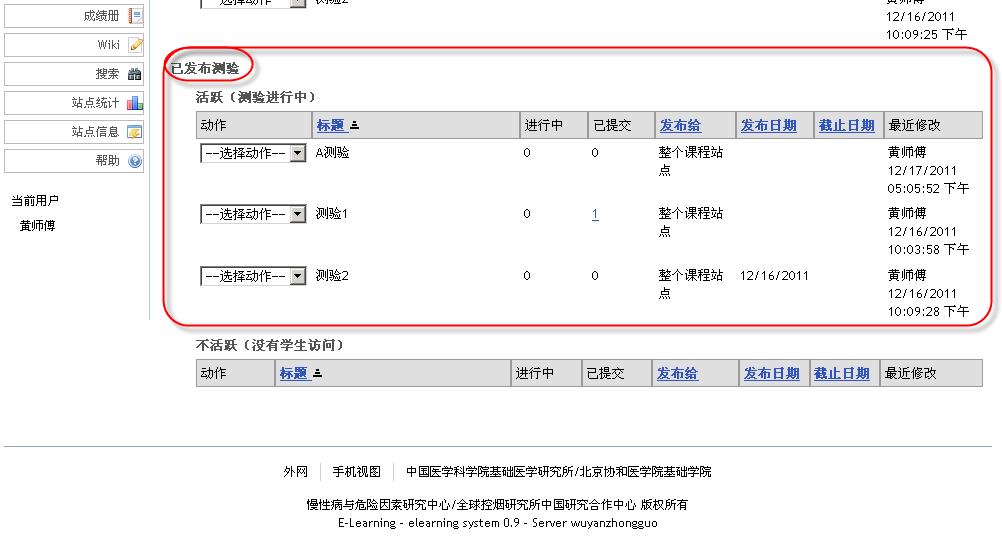 --选择动作-- 测验2 黄师傅
12/16/2011
10:09:25 下午
成绩册
Wiki
搜索
站点统计
站点信息
帮助
当前用户
黄师傅
已发布测验
活跃（测验进行中）
动作 标题 进行中 已提交 发布给 发布日期 截止日期 最近修改
--选择动作-- A测验 0 0 整个课程站点 黄师傅
12/17/2011
05:05:52 下午
--选择动作-- 测验1 0 1 整个课程站点 黄师傅
12/16/2011
10:03:58 下午
--选择动作-- 测验2 0 0 整个课程站点 12/16/2011 黄师傅
12/16/2011
10:09:28 下午
不活跃（没有学生访问）
动作 标题 进行中 已提交 发布给 发布日期 截止日期 最近修改
外网 手机视图 中国医学科学院基础医学研究所/北京协和医学院基础学院
慢性病与危险因素研究中心/全球控烟研究所中国研究合作中心 版权所有
E-Learning - elearning system 0.9 - Server wuyanzhongguo